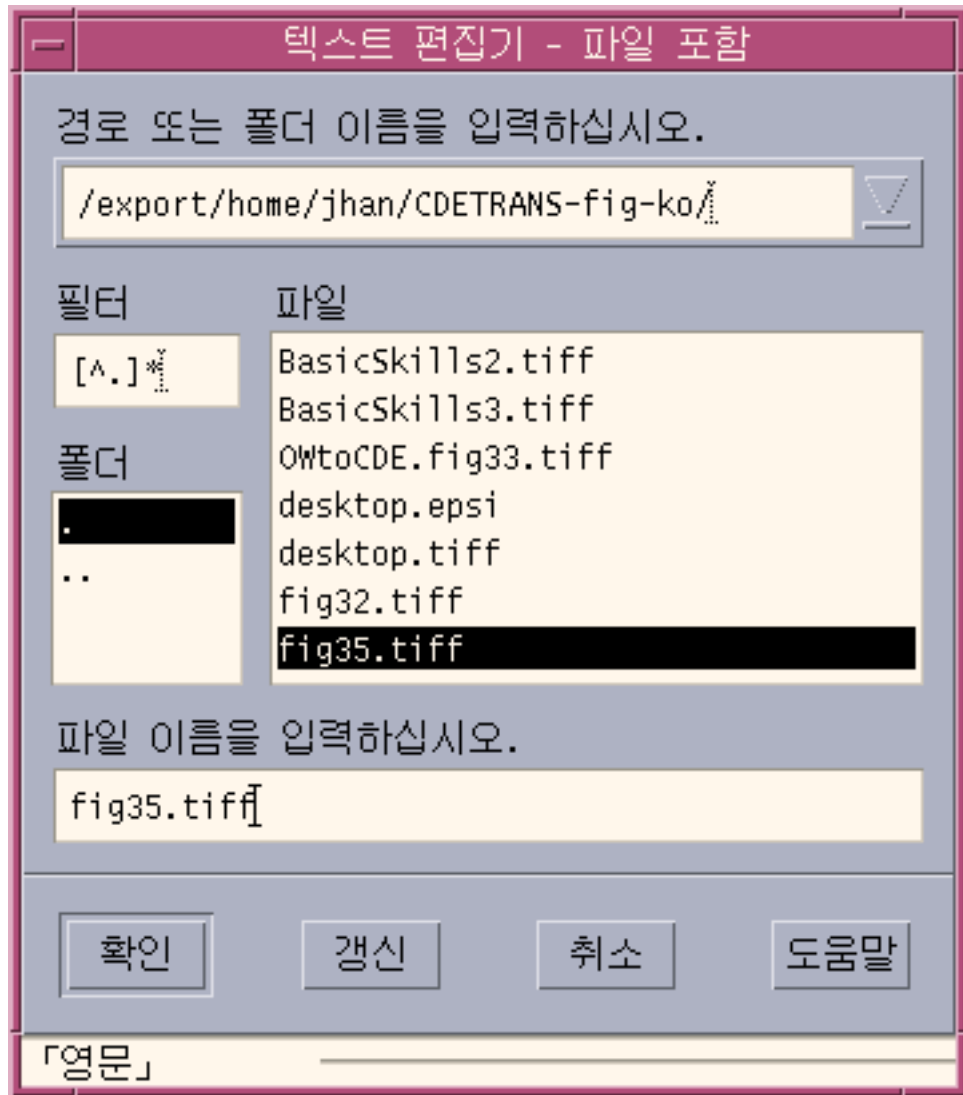 텍스트 편집기 - 파일 포함
경로 또는 폴더 이름을 입력하십시오.
/export/home/jhan/CDETRANS-fig-ko/
필터
[^.]*
폴더
.
..
파일
BasicSkills2.tiff
BasicSkills3.tiff
OWtoCDE.fig33.tiff
desktop.epsi
desktop.tiff
fig32.tiff
fig35.tiff
파일 이름을 입력하십시오.
fig35.tiff
확인 갱신 취소 도움말
「영문」